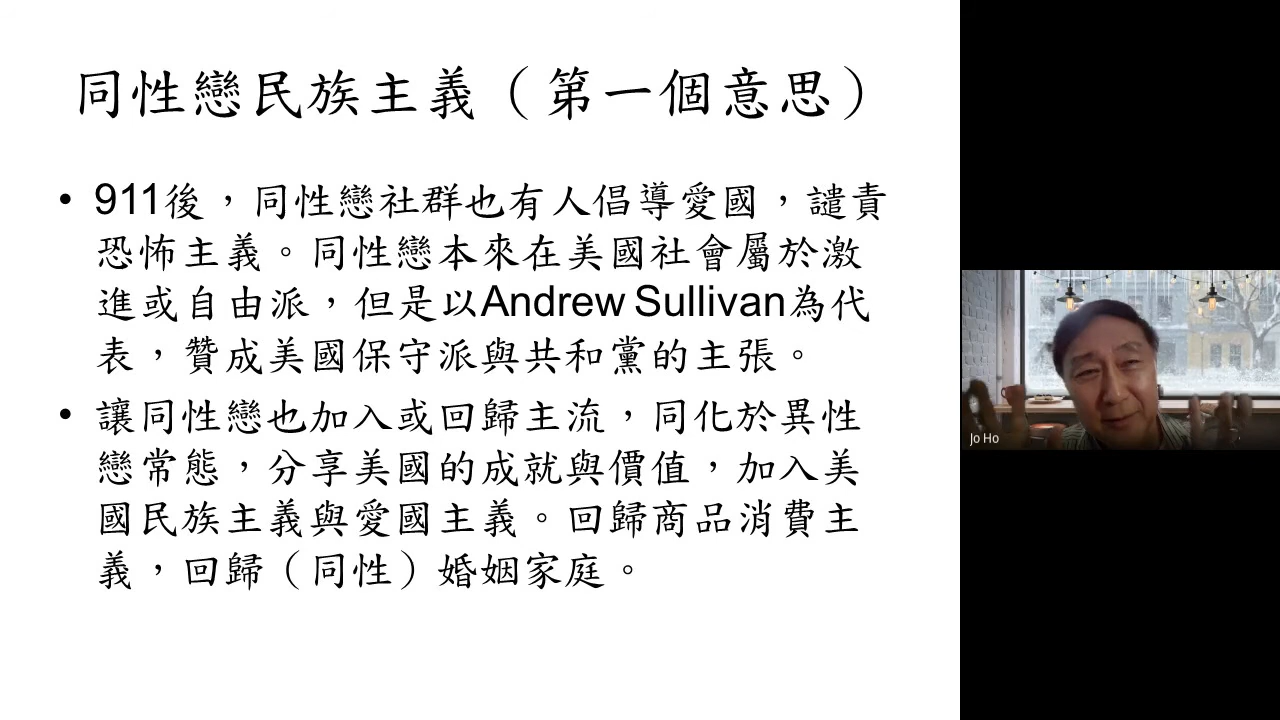 同性戀民族主義（第一個意思）
• 911後，同性戀社群也有人倡導愛國，譴責
恐怖主義。同性戀本來在美國社會屬於激
進或自由派，但是以Andrew Sullivan為代
表，贊成美國保守派與共和黨的主張。
• 讓同性戀也加入或回歸主流，同化於異性
戀常態，分享美國的成就與價值，加入美
國民族主義與愛國主義。回歸商品消費主
義，回歸（同性）婚姻家庭。
Jo Ho